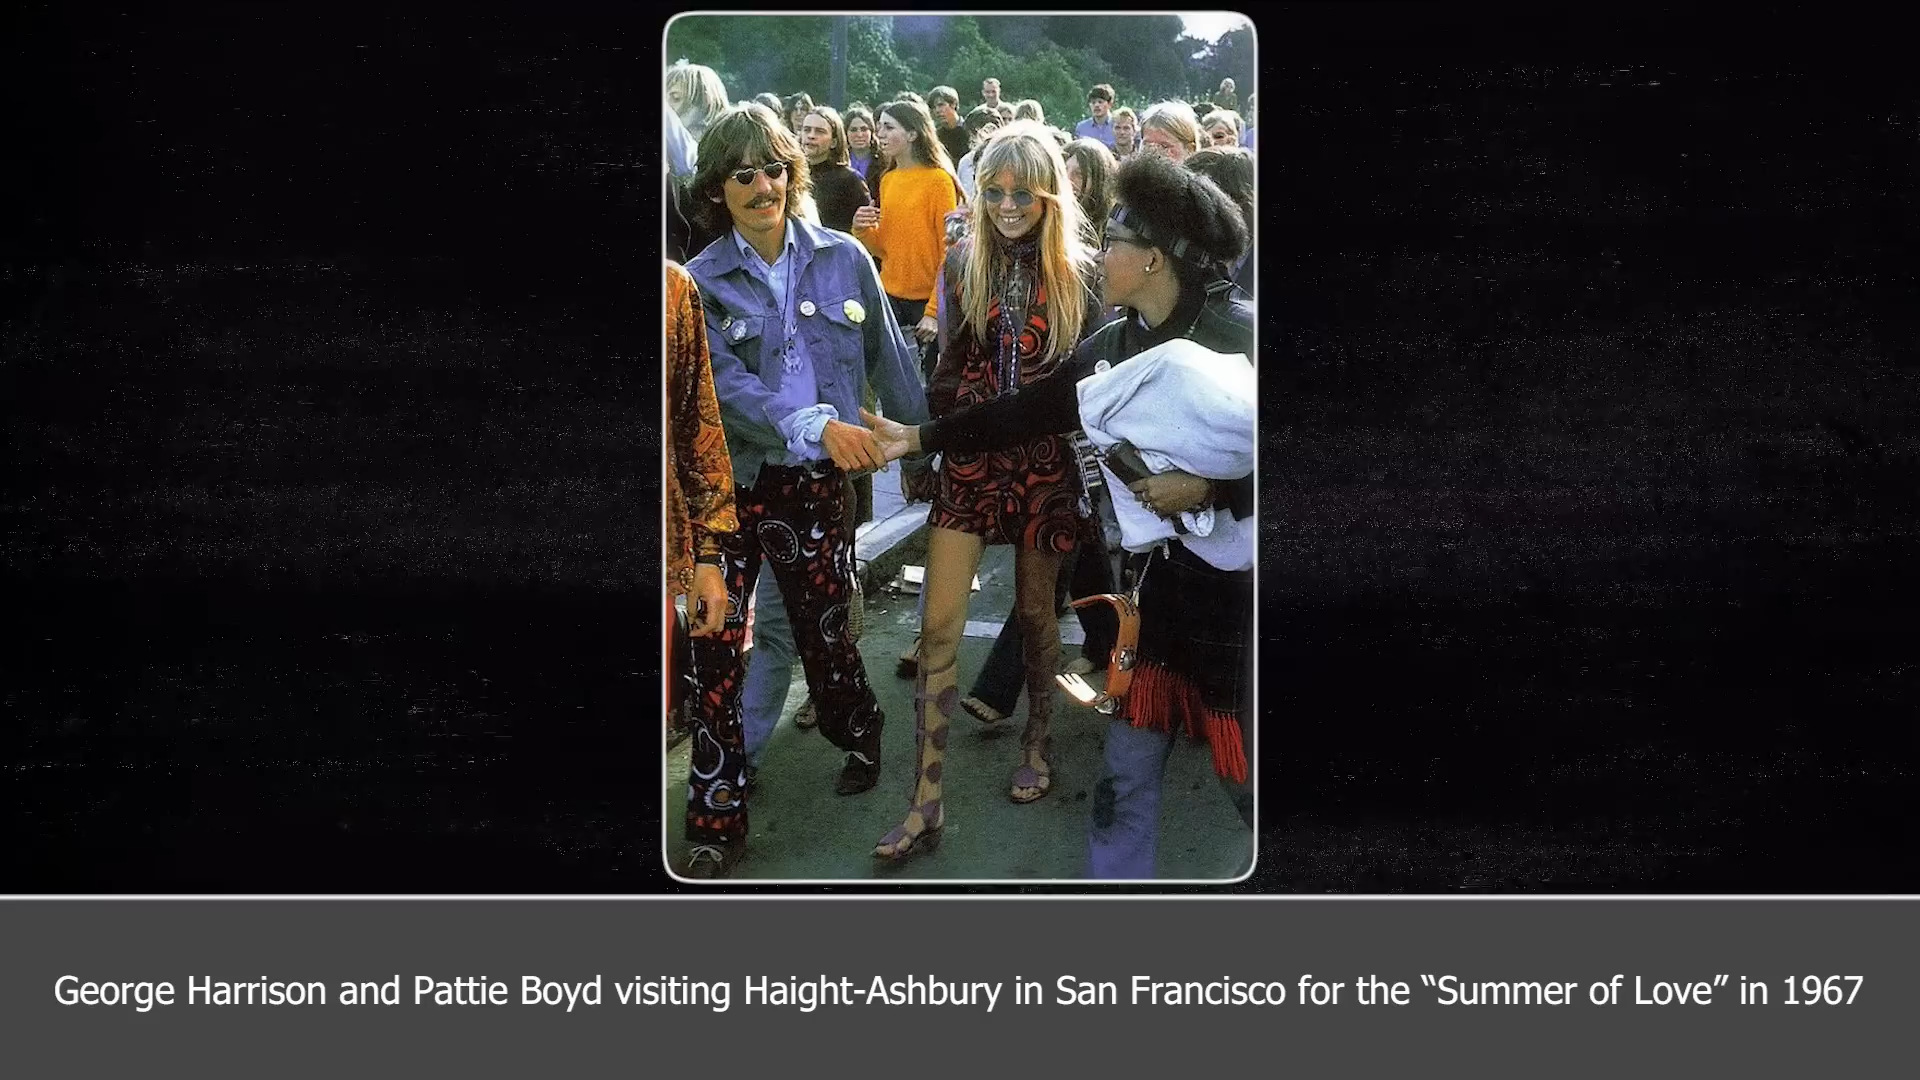 George Harrison and Pattie Boyd visiting Haight-Ashbury in San Francisco for the “Summer of Love” in 1967